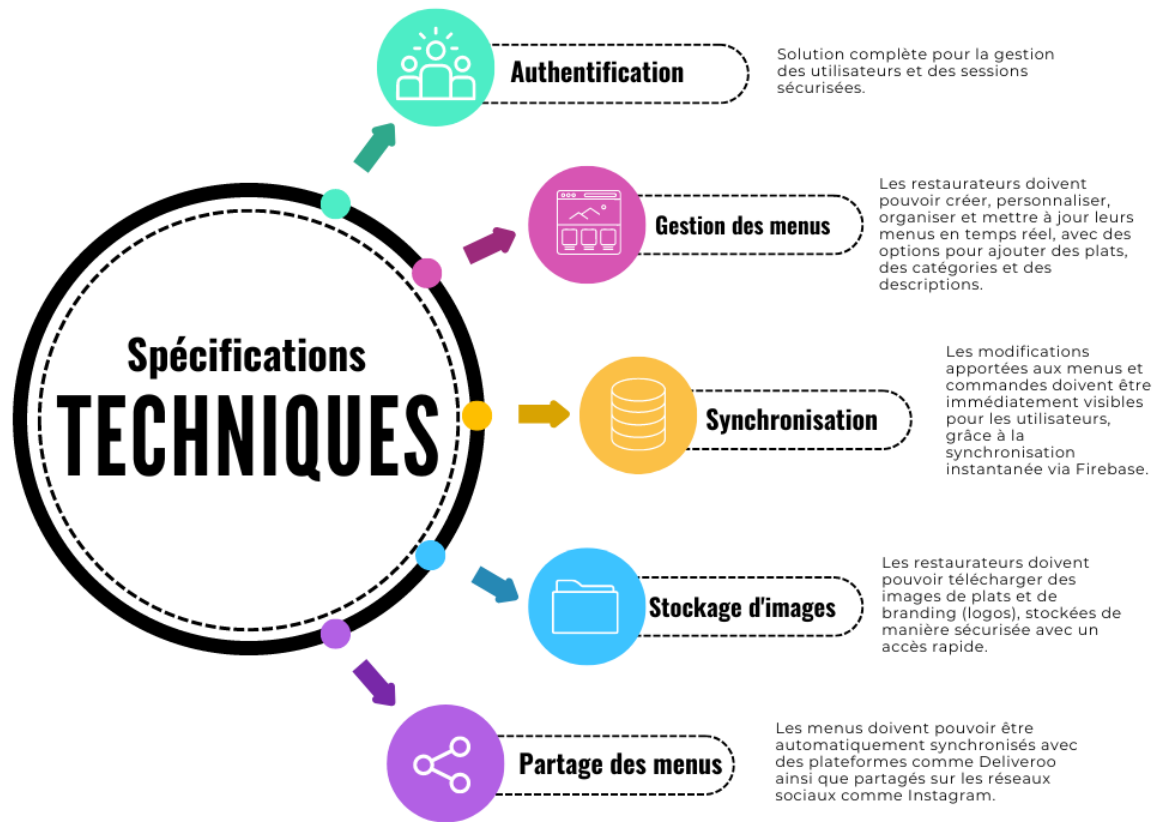 Authentification
Solution complète pour la gestion
des utilisateurs et des sessions
sécurisées.
Gestion des menus
Les restaurateurs doivent
pouvoir créer, personnaliser,
organiser et mettre à jour leurs
menus en temps réel, avec des
options pour ajouter des plats,
des catégories et des
descriptions.
Spécifications
TECHNIQUES
Synchronisation
Les modifications
apportées aux menus et
commandes doivent être
immédiatement visibles
pour les utilisateurs,
grâce à la
synchronisation
instantanée via Firebase.
Stockage d'images
Les restaurateurs doivent
pouvoir télécharger des
images de plats et de
branding (logos), stockées de
manière sécurisée avec un
accès rapide.
Partage des menus
Les menus doivent pouvoir être
automatiquement synchronisés avec
des plateformes comme Deliveroo
ainsi que partagés sur les réseaux
sociaux comme Instagram.